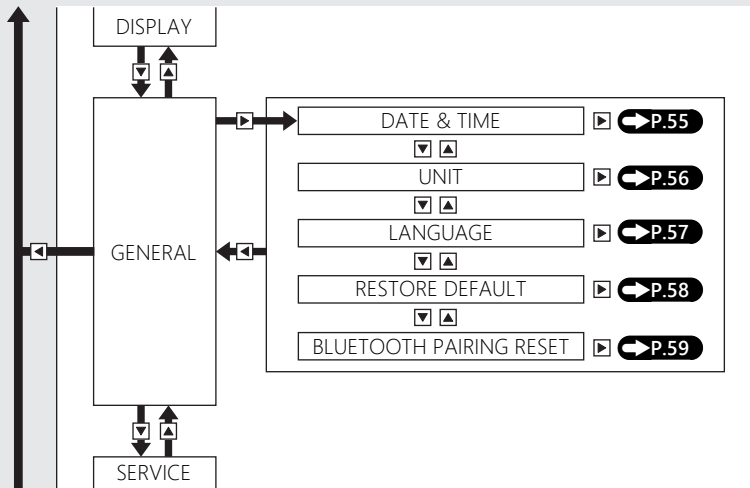 DISPLAY
DATE & TIME P.55
UNIT P.56
LANGUAGE P.57
GENERAL
RESTORE DEFAULT P.58
BLUETOOTH PAIRING RESET P.59
SERVICE